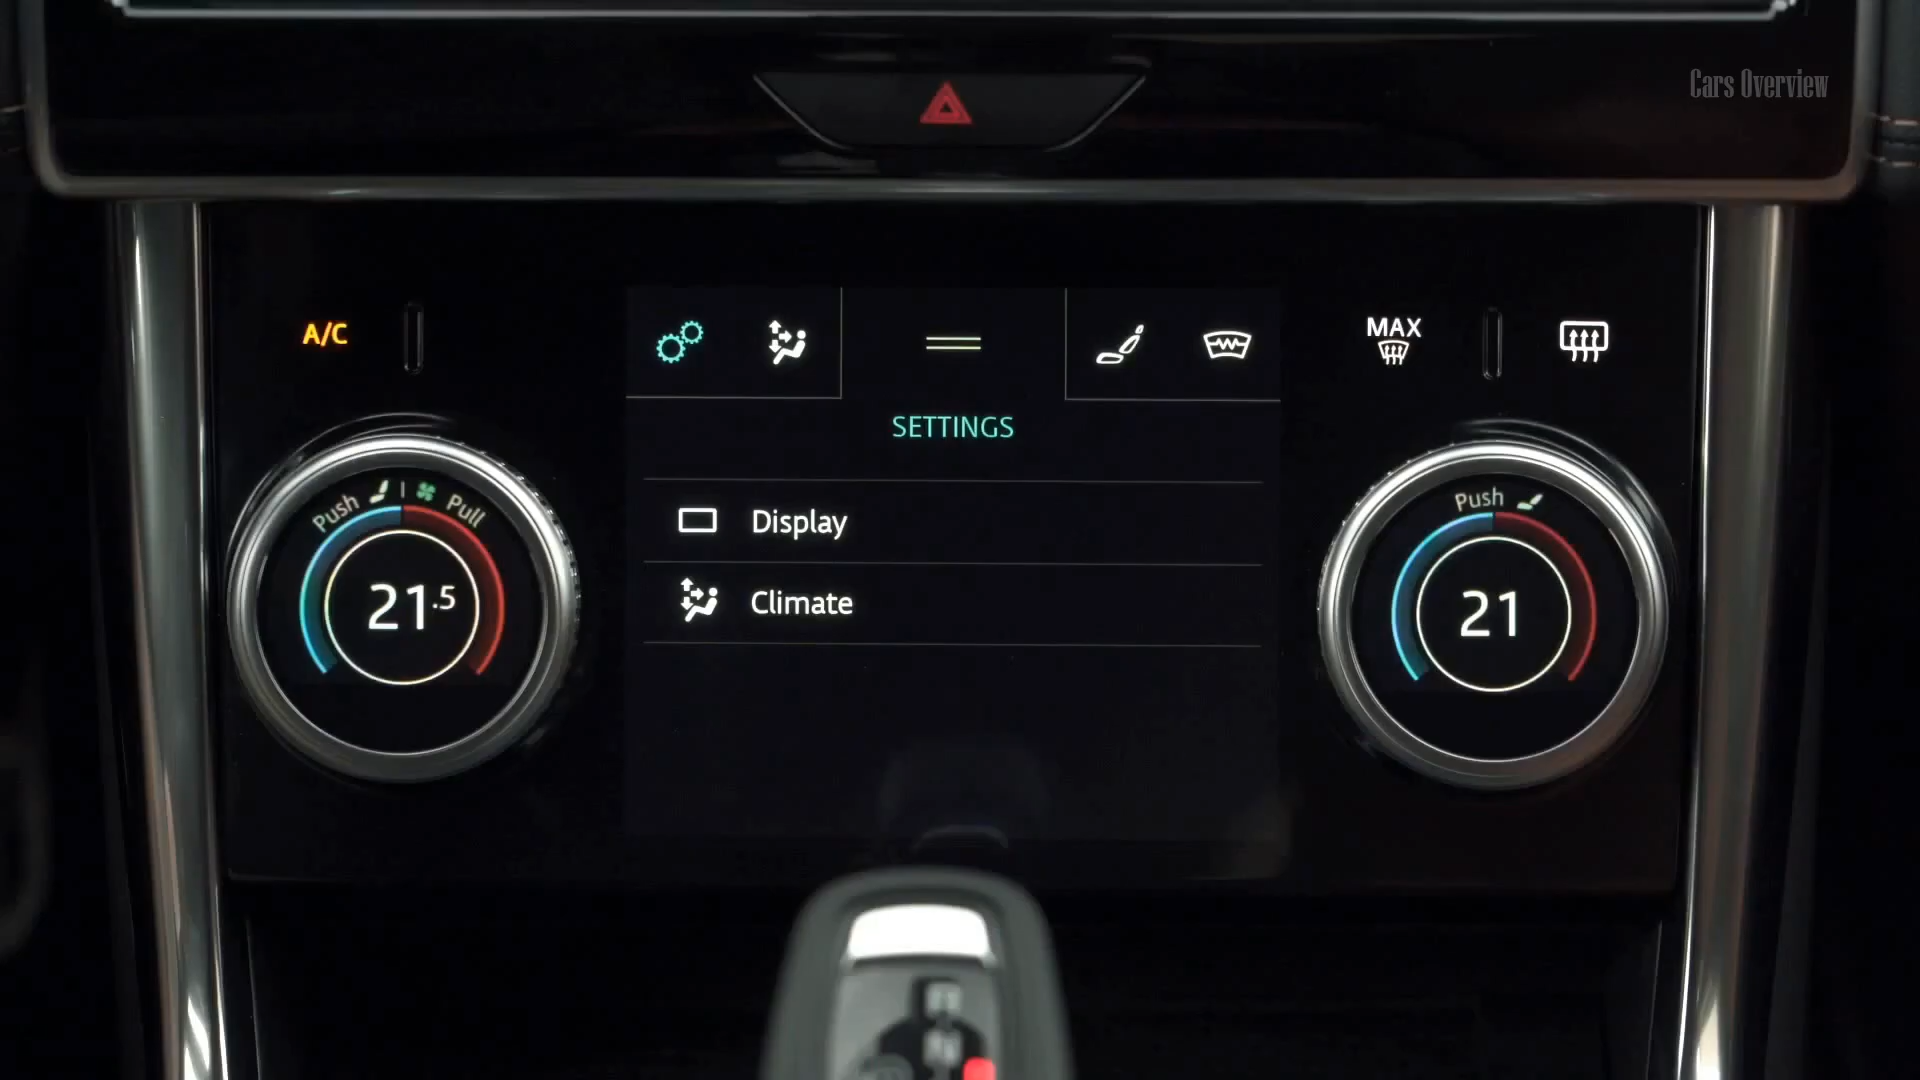 Cars Overview
A/C
MAX
SETTINGS
Push | Pull
Push
Display
21.5
Climate
21